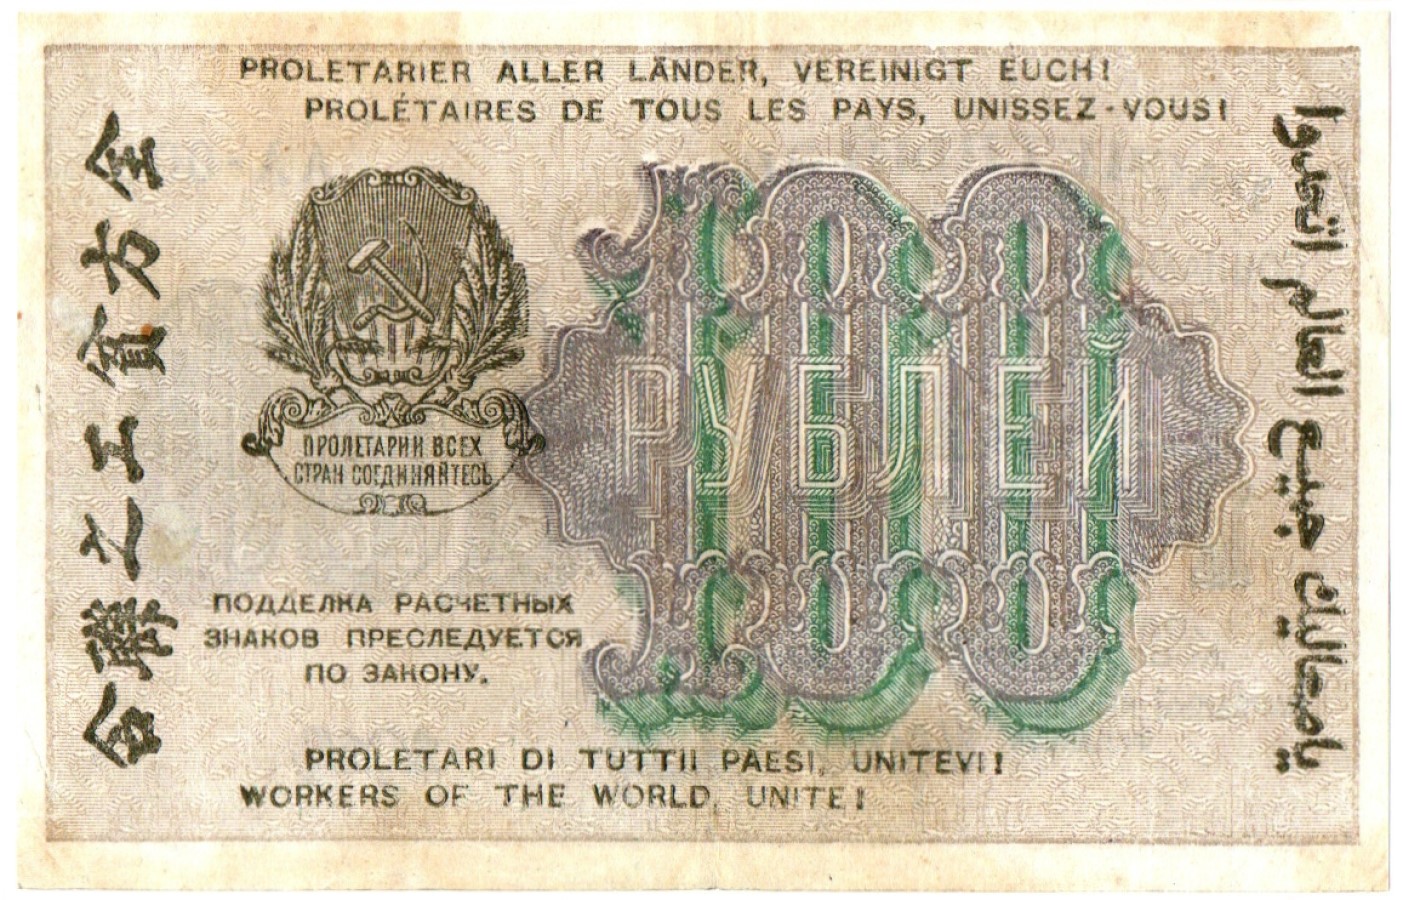 PROLETARIER ALLER LÄNDER, VEREINIGT EUCH!
PROLÉTAIRES DE TOUS LES PAYS, UNISSEZ-VOUS!
全方貧工之聯合
100
РУБЛЕЙ
ПРОЛЕТАРИИ ВСЕХ
СТРАН СОЕДИНЯЙТЕСЬ
ПОДДЕЛКА РАСЧЕТНЫХ
ЗНАКОВ ПРЕСЛЕДУЕТСЯ
ПО ЗАКОНУ.
PROLETARI DI TUTTII PAESI, UNITEVI!
WORKERS OF THE WORLD, UNITE!
ياصعاليك جميع العالم اتحدوا